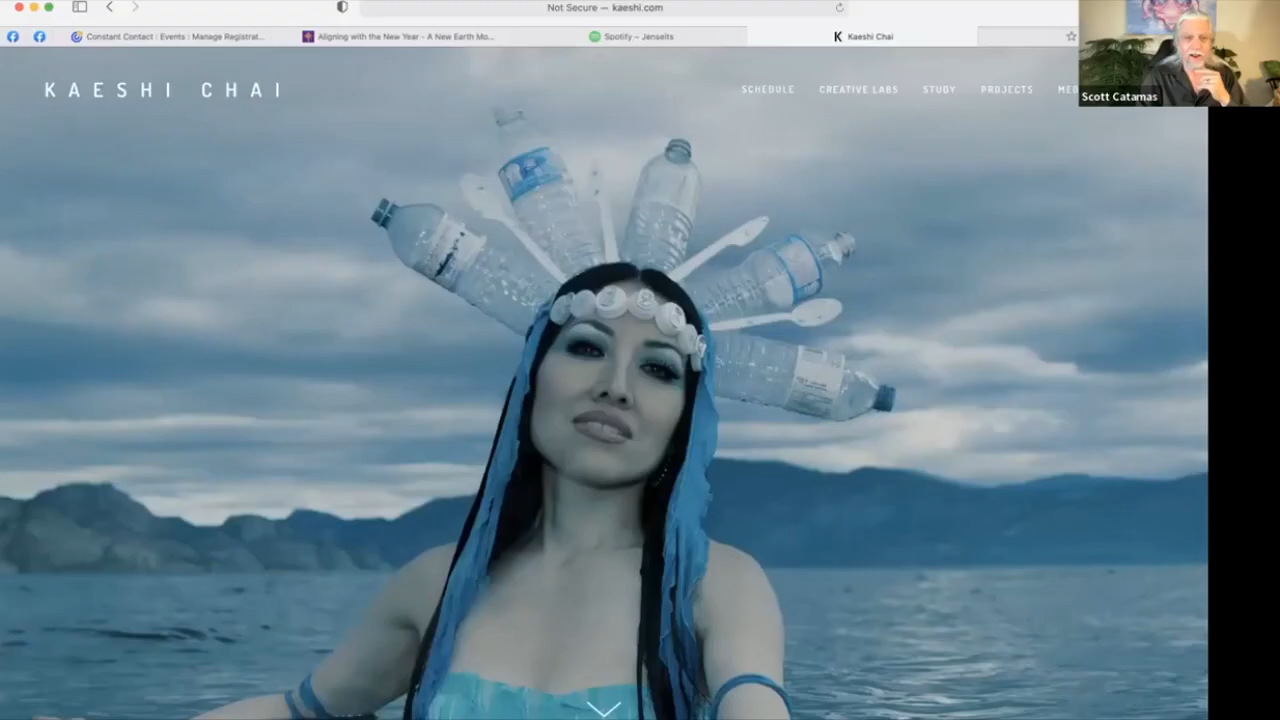 Not Secure — kaeshi.com
Constant Contact : Events : Manage Registrat...
Aligning with the New Year - A New Earth Mo...
Spotify – Jenseits
K Kaeshi Chai
KAESHI CHAI
SCHEDULE
CREATIVE LABS
STUDY
PROJECTS
MED
Scott Catamas